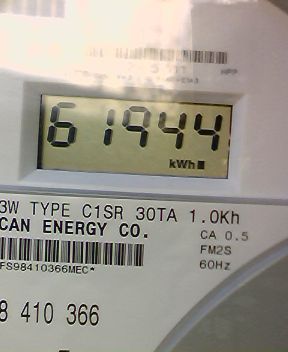 61944
kWh
3W TYPE C1SR 30TA 1.0Kh
CAN ENERGY CO.
CA 0.5
FM2S
60Hz
FS98410366MEC*
8 410 366